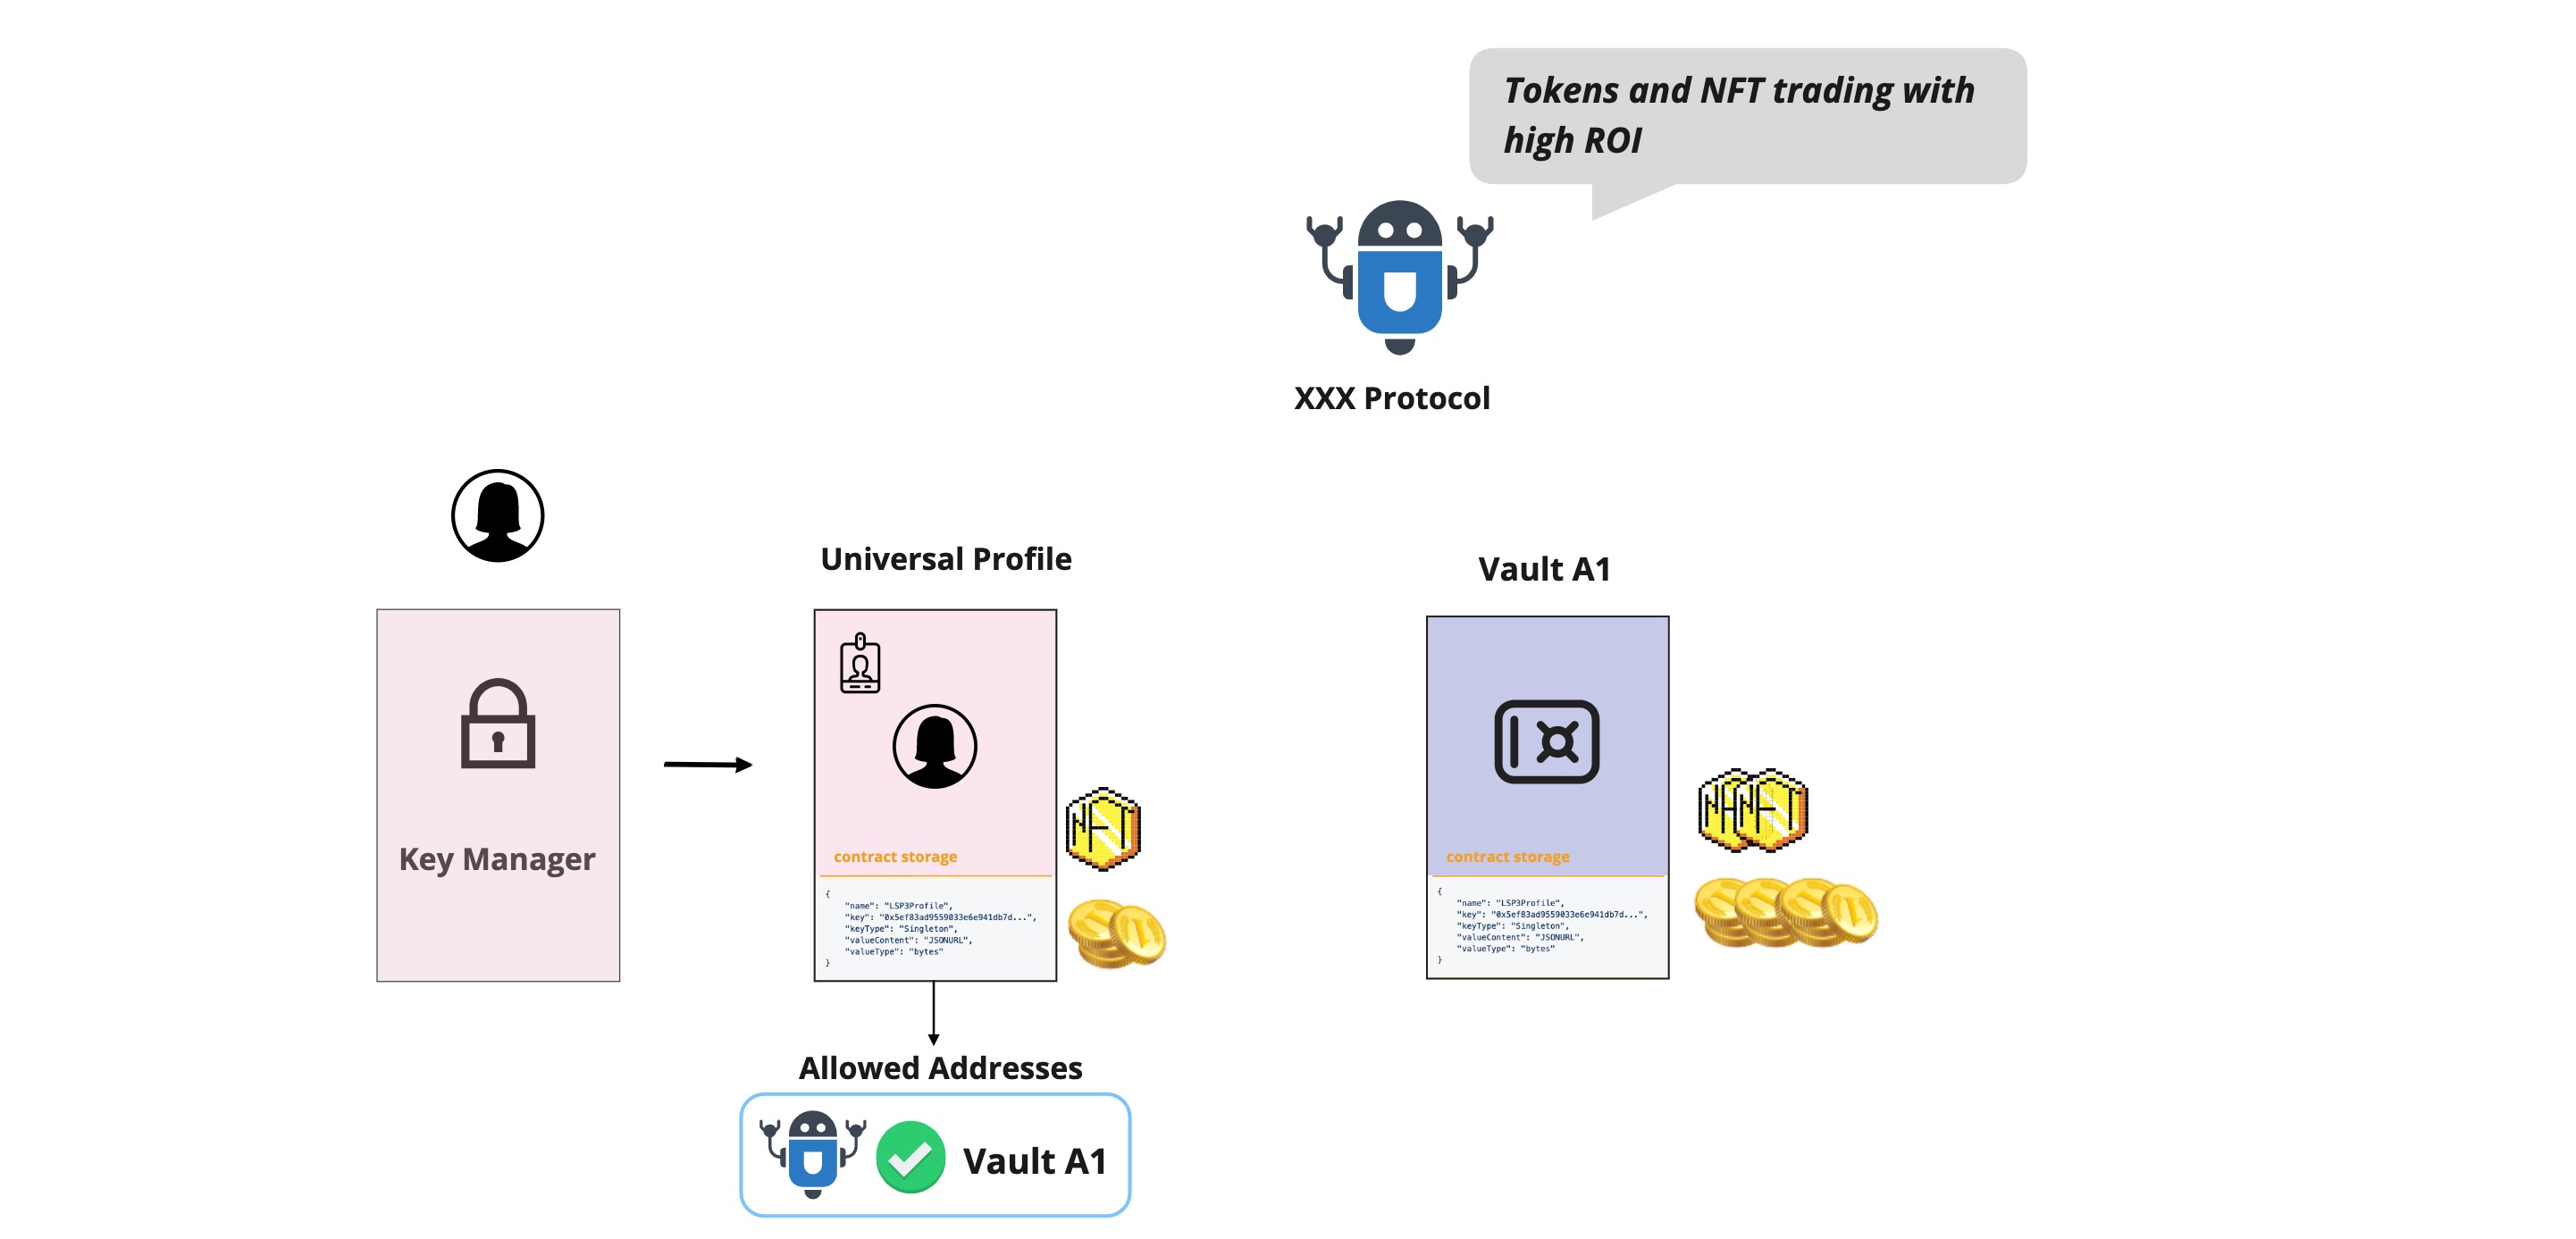 Tokens and NFT trading with
high ROI
XXX Protocol
Universal Profile
Vault A1
Key Manager
contract storage
{
"name": "LSP3Profile",
"key": "0x5ef83ad9559033e6e941db7d...",
"keyType": "Singleton",
"valueContent": "JSONURL",
"valueType": "bytes"
}
NFT
contract storage
{
"name": "LSP3Profile",
"key": "0x5ef83ad9559033e6e941db7d...",
"keyType": "Singleton",
"valueContent": "JSONURL",
"valueType": "bytes"
}
NFT
Allowed Addresses
Vault A1